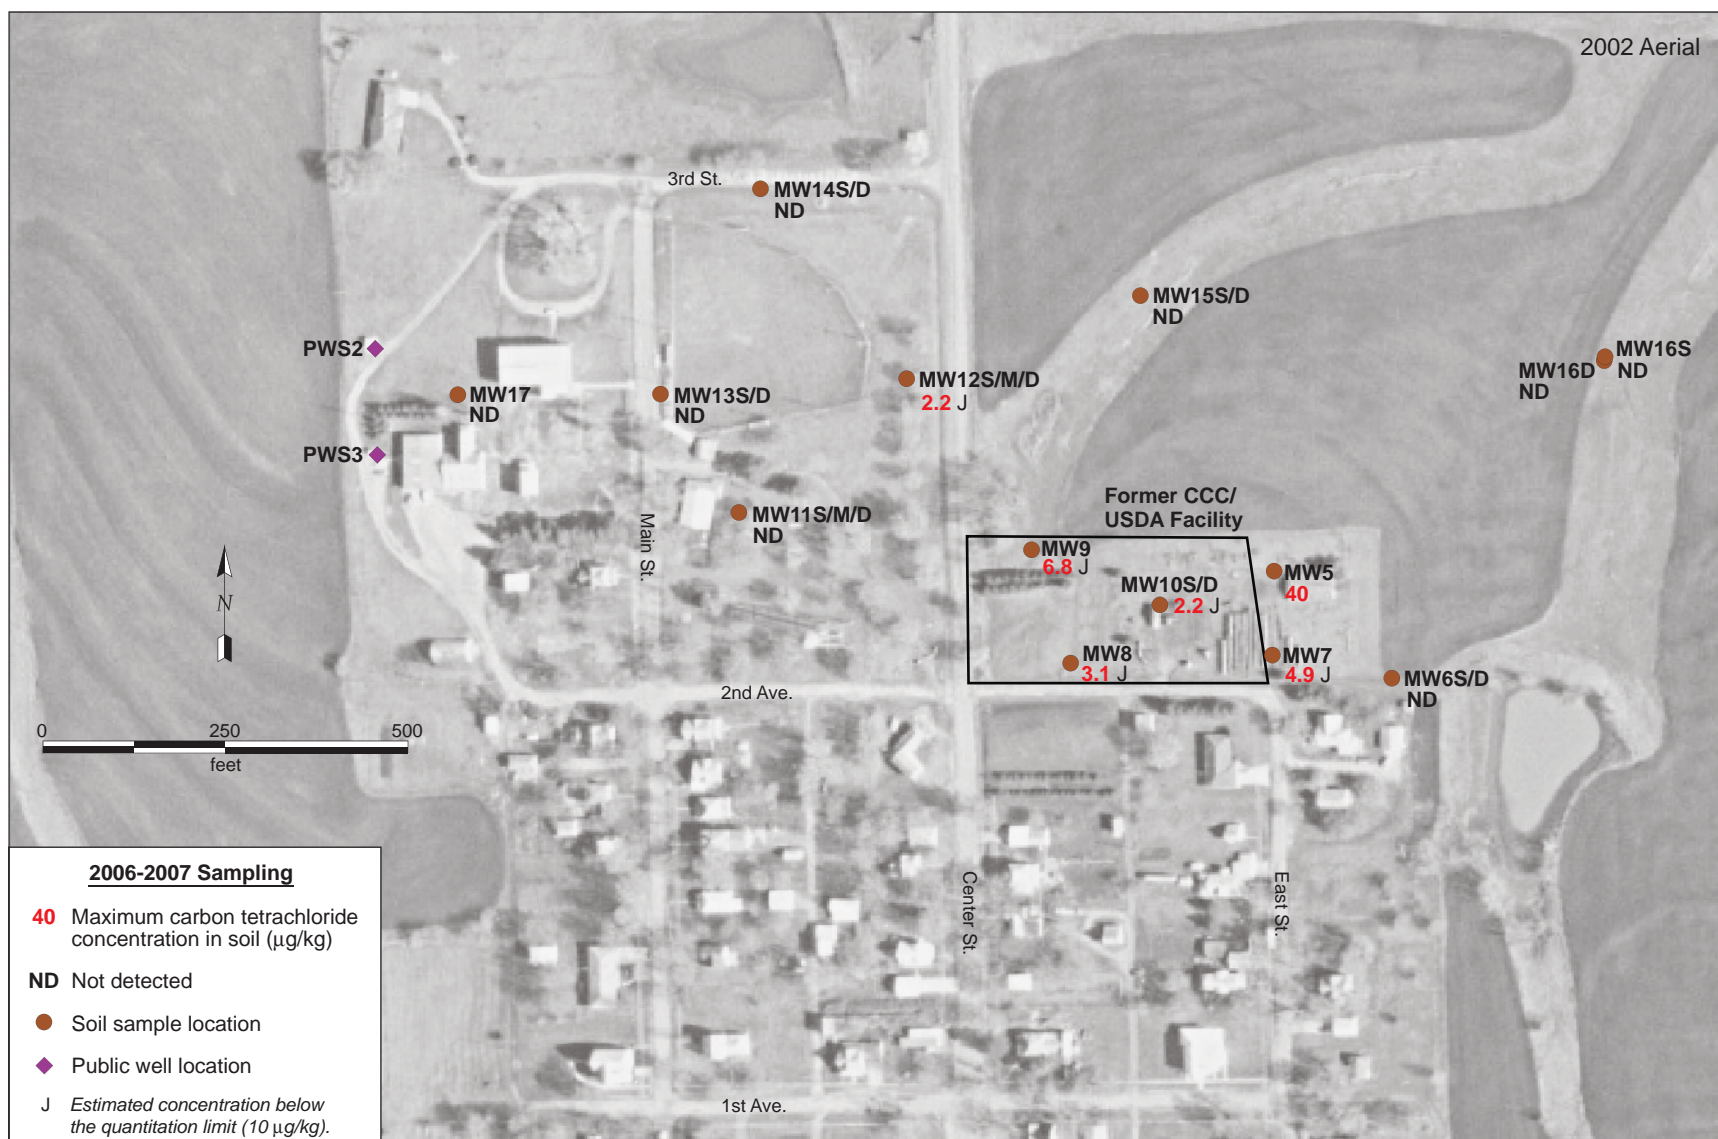 2002 Aerial
3rd St.
MW14S/D
ND
MW15S/D
ND
PWS2
MW17
ND
MW13S/D
ND
MW12S/M/D
2.2 J
MW16S
ND
MW16D
ND
PWS3
MW11S/M/D
ND
Main St.
Former CCC/
USDA Facility
MW9
6.8 J
MW10S/D
2.2 J
MW5
40
MW8
3.1 J
MW7
4.9 J
MW6S/D
ND
N
2nd Ave.
0 250 500
feet
Center St.
East St.
1st Ave.
2006-2007 Sampling
40 Maximum carbon tetrachloride
concentration in soil (µg/kg)
ND Not detected
Soil sample location
Public well location
J Estimated concentration below
the quantitation limit (10 µg/kg).